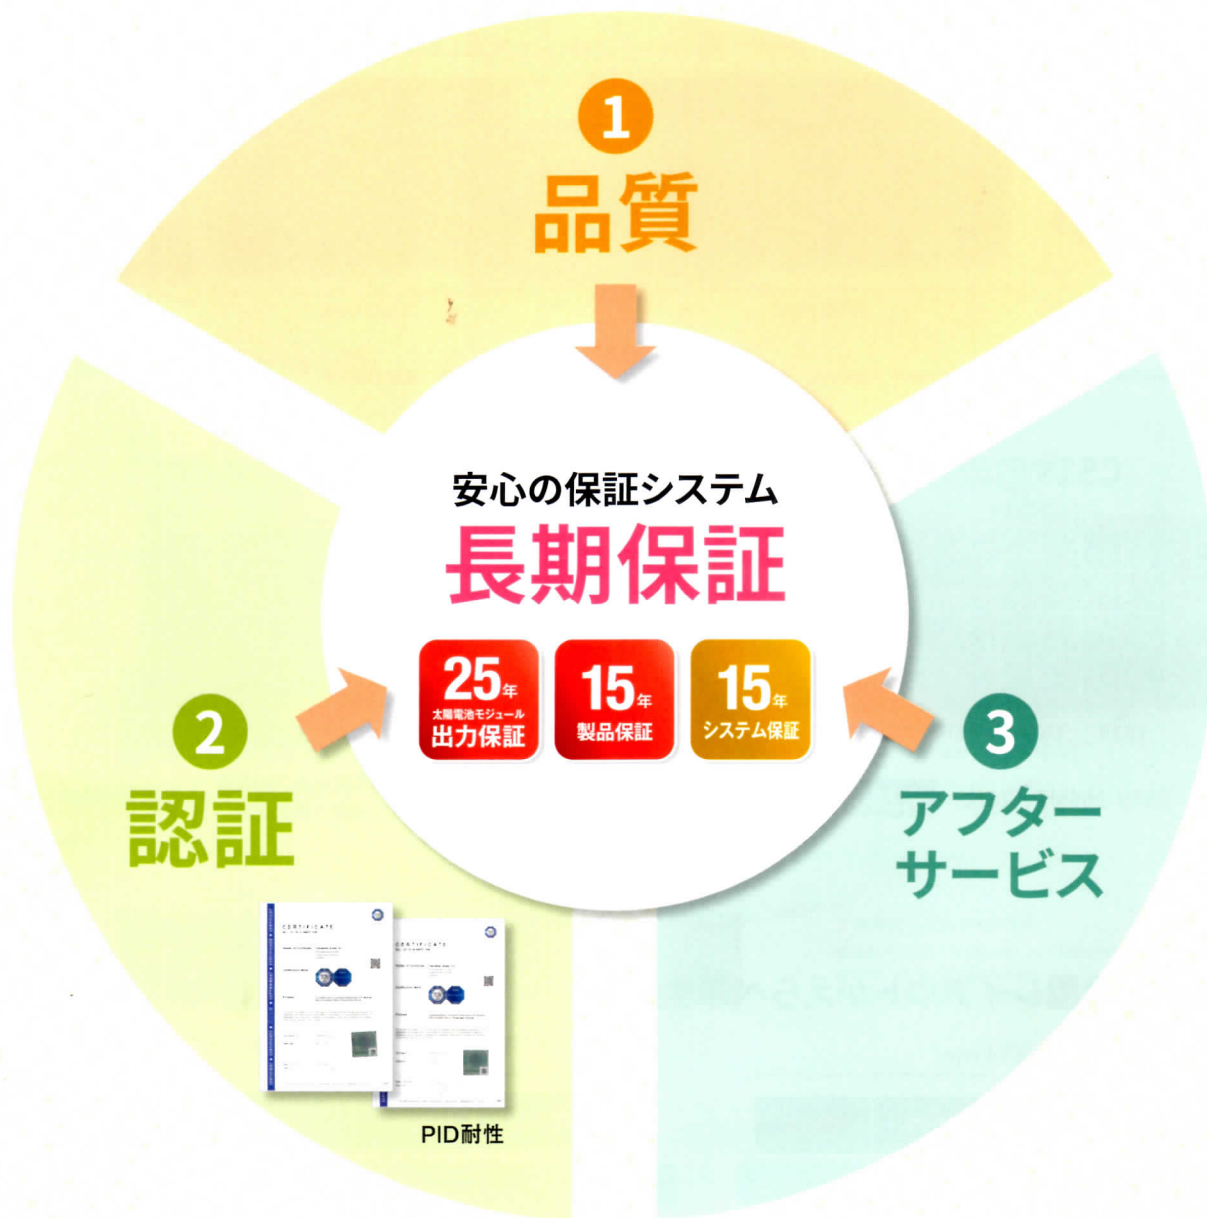 1
品質
安心の保証システム
長期保証
25年
太陽電池モジュール
出力保証
15年
製品保証
15年
システム保証
2
認証
CERTIFICATE
CERTIFICATE
PID耐性
3
アフター
サービス